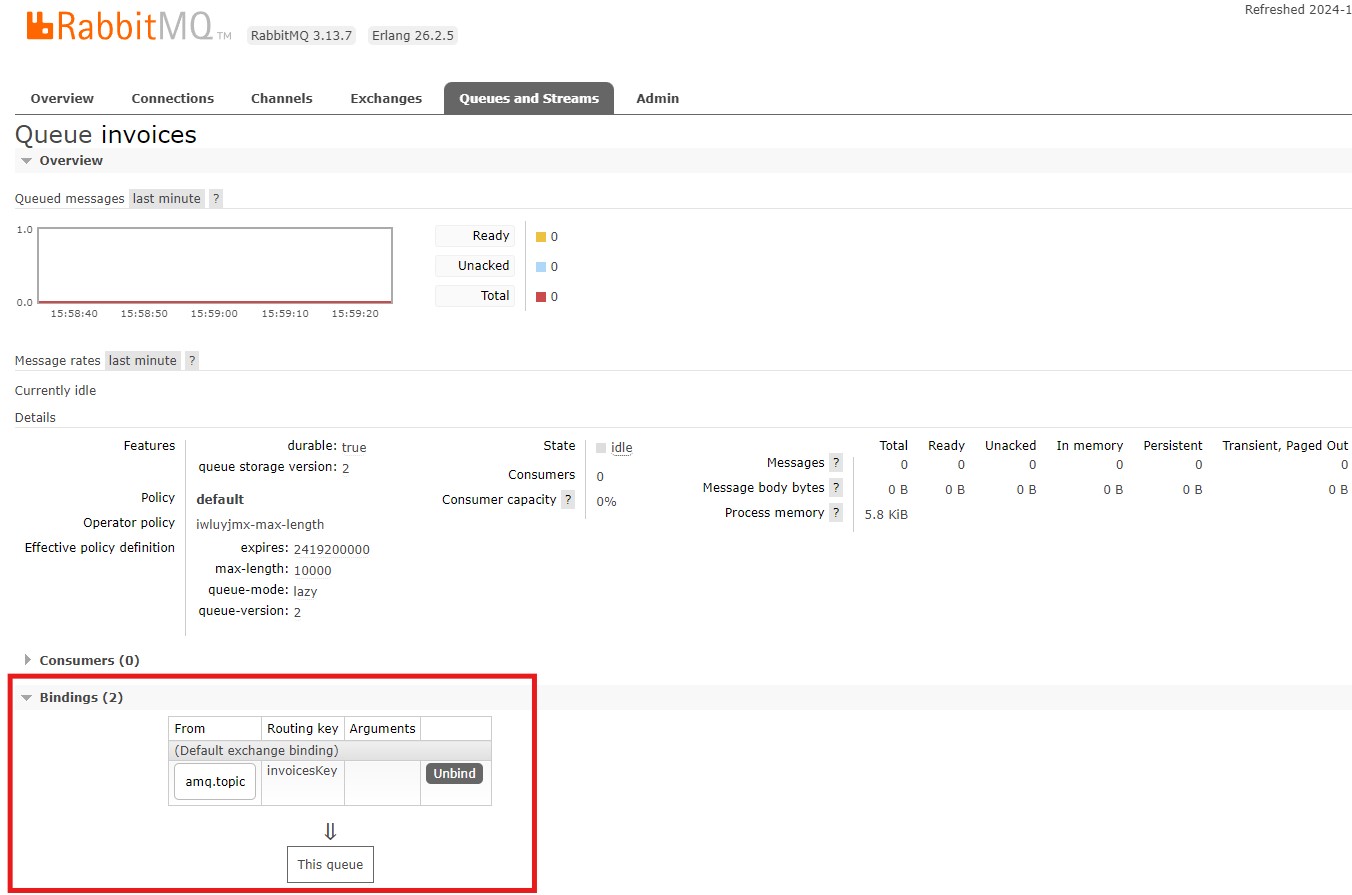 Refreshed 2024-1
RabbitMQ TM RabbitMQ 3.13.7 Erlang 26.2.5
Overview Connections Channels Exchanges Queues and Streams Admin
Queue invoices
Overview
Queued messages last minute ?
1.0
0.0
15:58:40 15:58:50 15:59:00 15:59:10 15:59:20
Ready 0
Unacked 0
Total 0
Message rates last minute ?
Currently idle
Details
Features durable: true
queue storage version: 2
Policy default
Operator policy iwluyjmx-max-length
Effective policy definition expires: 2419200000
max-length: 10000
queue-mode: lazy
queue-version: 2
State idle
Consumers 0
Consumer capacity ? 0%
Total Ready Unacked In memory Persistent Transient, Paged Out
Messages ? 0 0 0 0 0 0
Message body bytes ? 0 B 0 B 0 B 0 B 0 B 0 B
Process memory ? 5.8 KiB
Consumers (0)
Bindings (2)
From Routing key Arguments
(Default exchange binding)
amq.topic invoicesKey Unbind
⇓
This queue